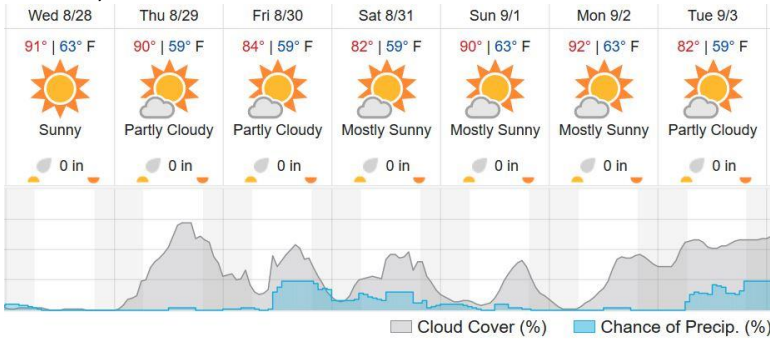 Wed 8/28 Thu 8/29 Fri 8/30 Sat 8/31 Sun 9/1 Mon 9/2 Tue 9/3
91° | 63° F 90° | 59° F 84° | 59° F 82° | 59° F 90° | 63° F 92° | 63° F 82° | 59° F
Sunny Partly Cloudy Partly Cloudy Mostly Sunny Mostly Sunny Mostly Sunny Partly Cloudy
0 in 0 in 0 in 0 in 0 in 0 in 0 in
Cloud Cover (%) Chance of Precip. (%)